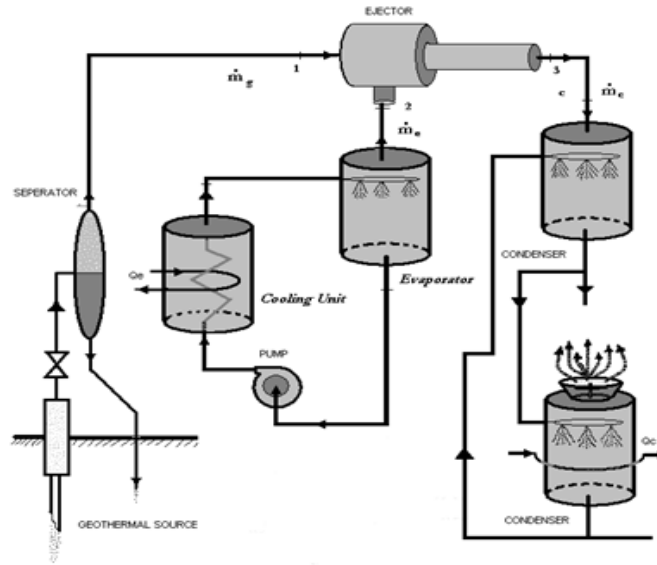 EJECTOR
1
3
ṁg
c
ṁc
2
ṁe
SEPERATOR
Qe
Cooling Unit
Evaporator
CONDENSER
PUMP
Qc
GEOTHERMAL SOURCE
CONDENSER